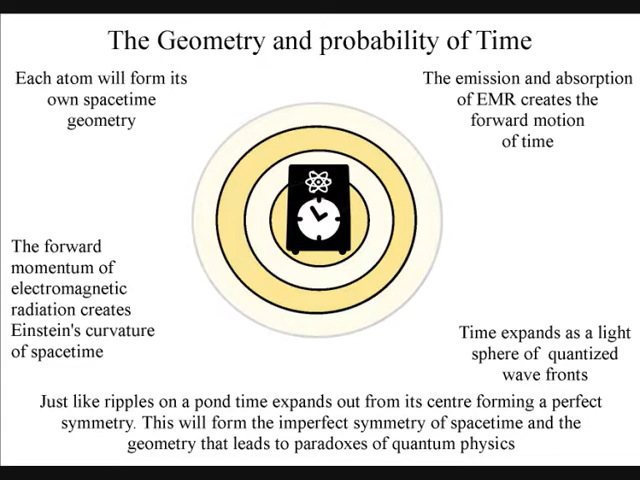 The Geometry and probability of Time
Each atom will form its
own spacetime
geometry
The emission and absorption
of EMR creates the
forward motion
of time
The forward
momentum of
electromagnetic
radiation creates
Einstein's curvature
of spacetime
Time expands as a light
sphere of quantized
wave fronts
Just like ripples on a pond time expands out from its centre forming a perfect
symmetry. This will form the imperfect symmetry of spacetime and the
geometry that leads to paradoxes of quantum physics